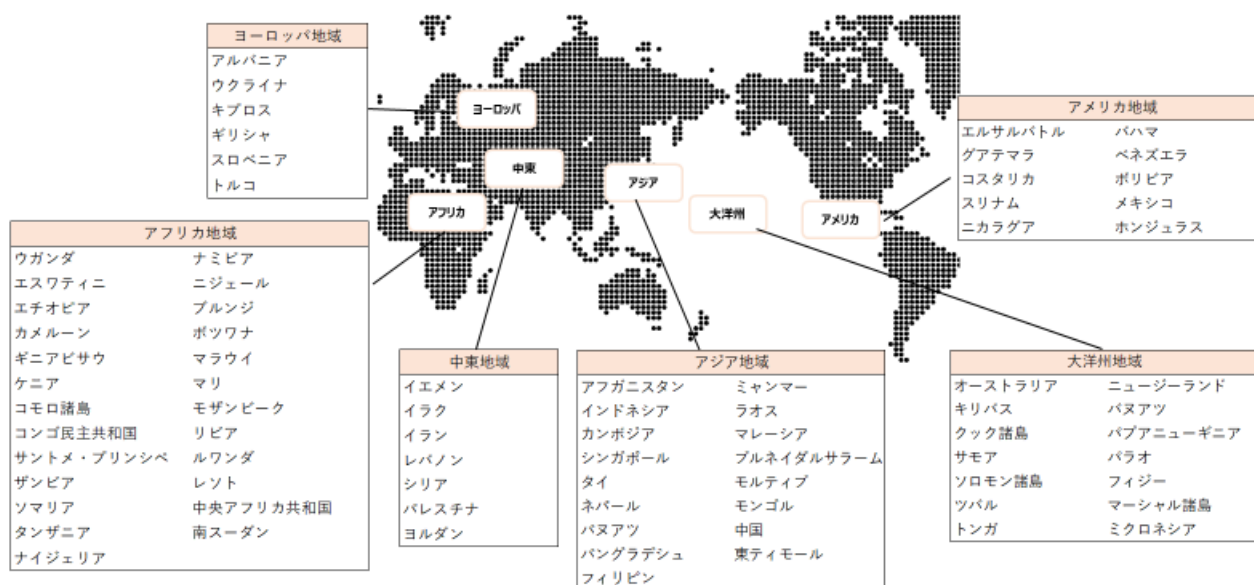 ヨーロッパ地域
アルバニア
ウクライナ
キプロス
ギリシャ
スロベニア
トルコ
ヨーロッパ
中東
アジア
アフリカ
大洋州
アメリカ
アメリカ地域
エルサルバトル バハマ
グアテマラ ベネズエラ
コスタリカ ボリビア
スリナム メキシコ
ニカラグア ホンジュラス
アフリカ地域
ウガンダ ナミビア
エスワティニ ニジェール
エチオピア ブルンジ
カメルーン ボツワナ
ギニアビサウ マラウイ
ケニア マリ
コモロ諸島 モザンビーク
コンゴ民主共和国 リビア
サントメ・プリンシペ ルワンダ
ザンビア レソト
ソマリア 中央アフリカ共和国
タンザニア 南スーダン
ナイジェリア
中東地域
イエメン
イラク
イラン
レバノン
シリア
パレスチナ
ヨルダン
アジア地域
アフガニスタン ミャンマー
インドネシア ラオス
カンボジア マレーシア
シンガポール ブルネイダルサラーム
タイ モルティブ
ネパール モンゴル
バヌアツ 中国
バングラデシュ 東ティモール
フィリピン
大洋州地域
オーストラリア ニュージーランド
キリバス バヌアツ
クック諸島 パプアニューギニア
サモア パラオ
ソロモン諸島 フィジー
ツバル マーシャル諸島
トンガ ミクロネシア